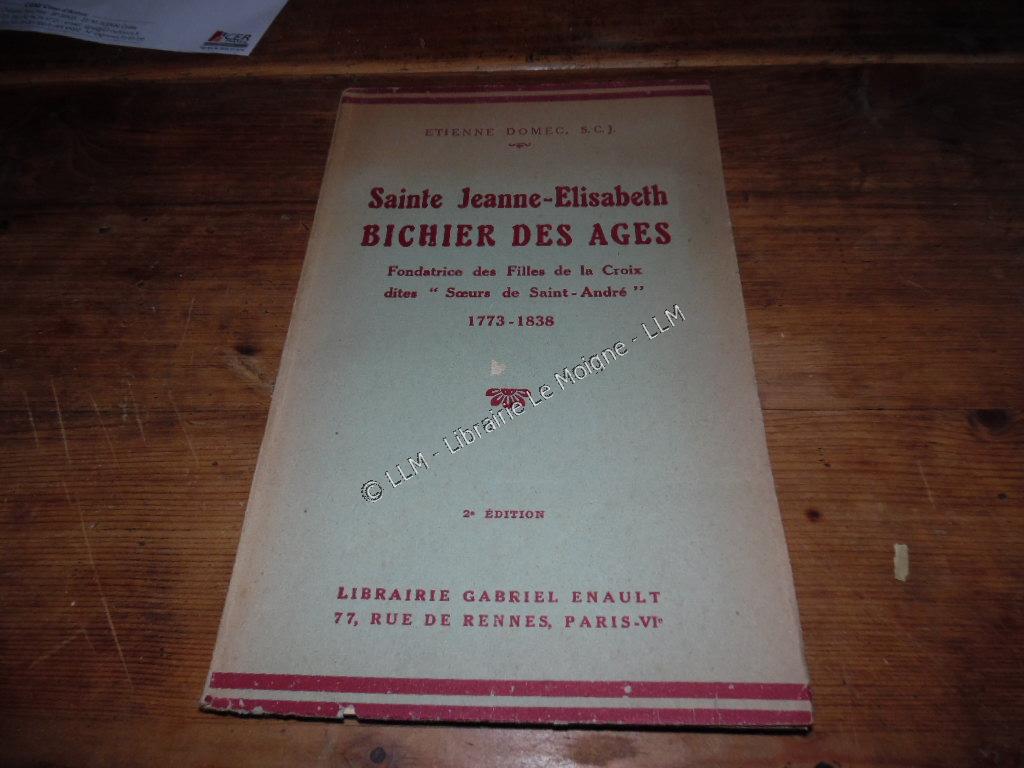 ETIENNE DOMEC, S.C.J.
Sainte Jeanne-Elisabeth
BICHIER DES AGES
Fondatrice des Filles de la Croix
dites “ Sœurs de Saint-André ”
1773-1838
© LLM - Librairie Le Moigne - LLM
2e ÉDITION
LIBRAIRIE GABRIEL ENAULT
77, RUE DE RENNES, PARIS-VIe